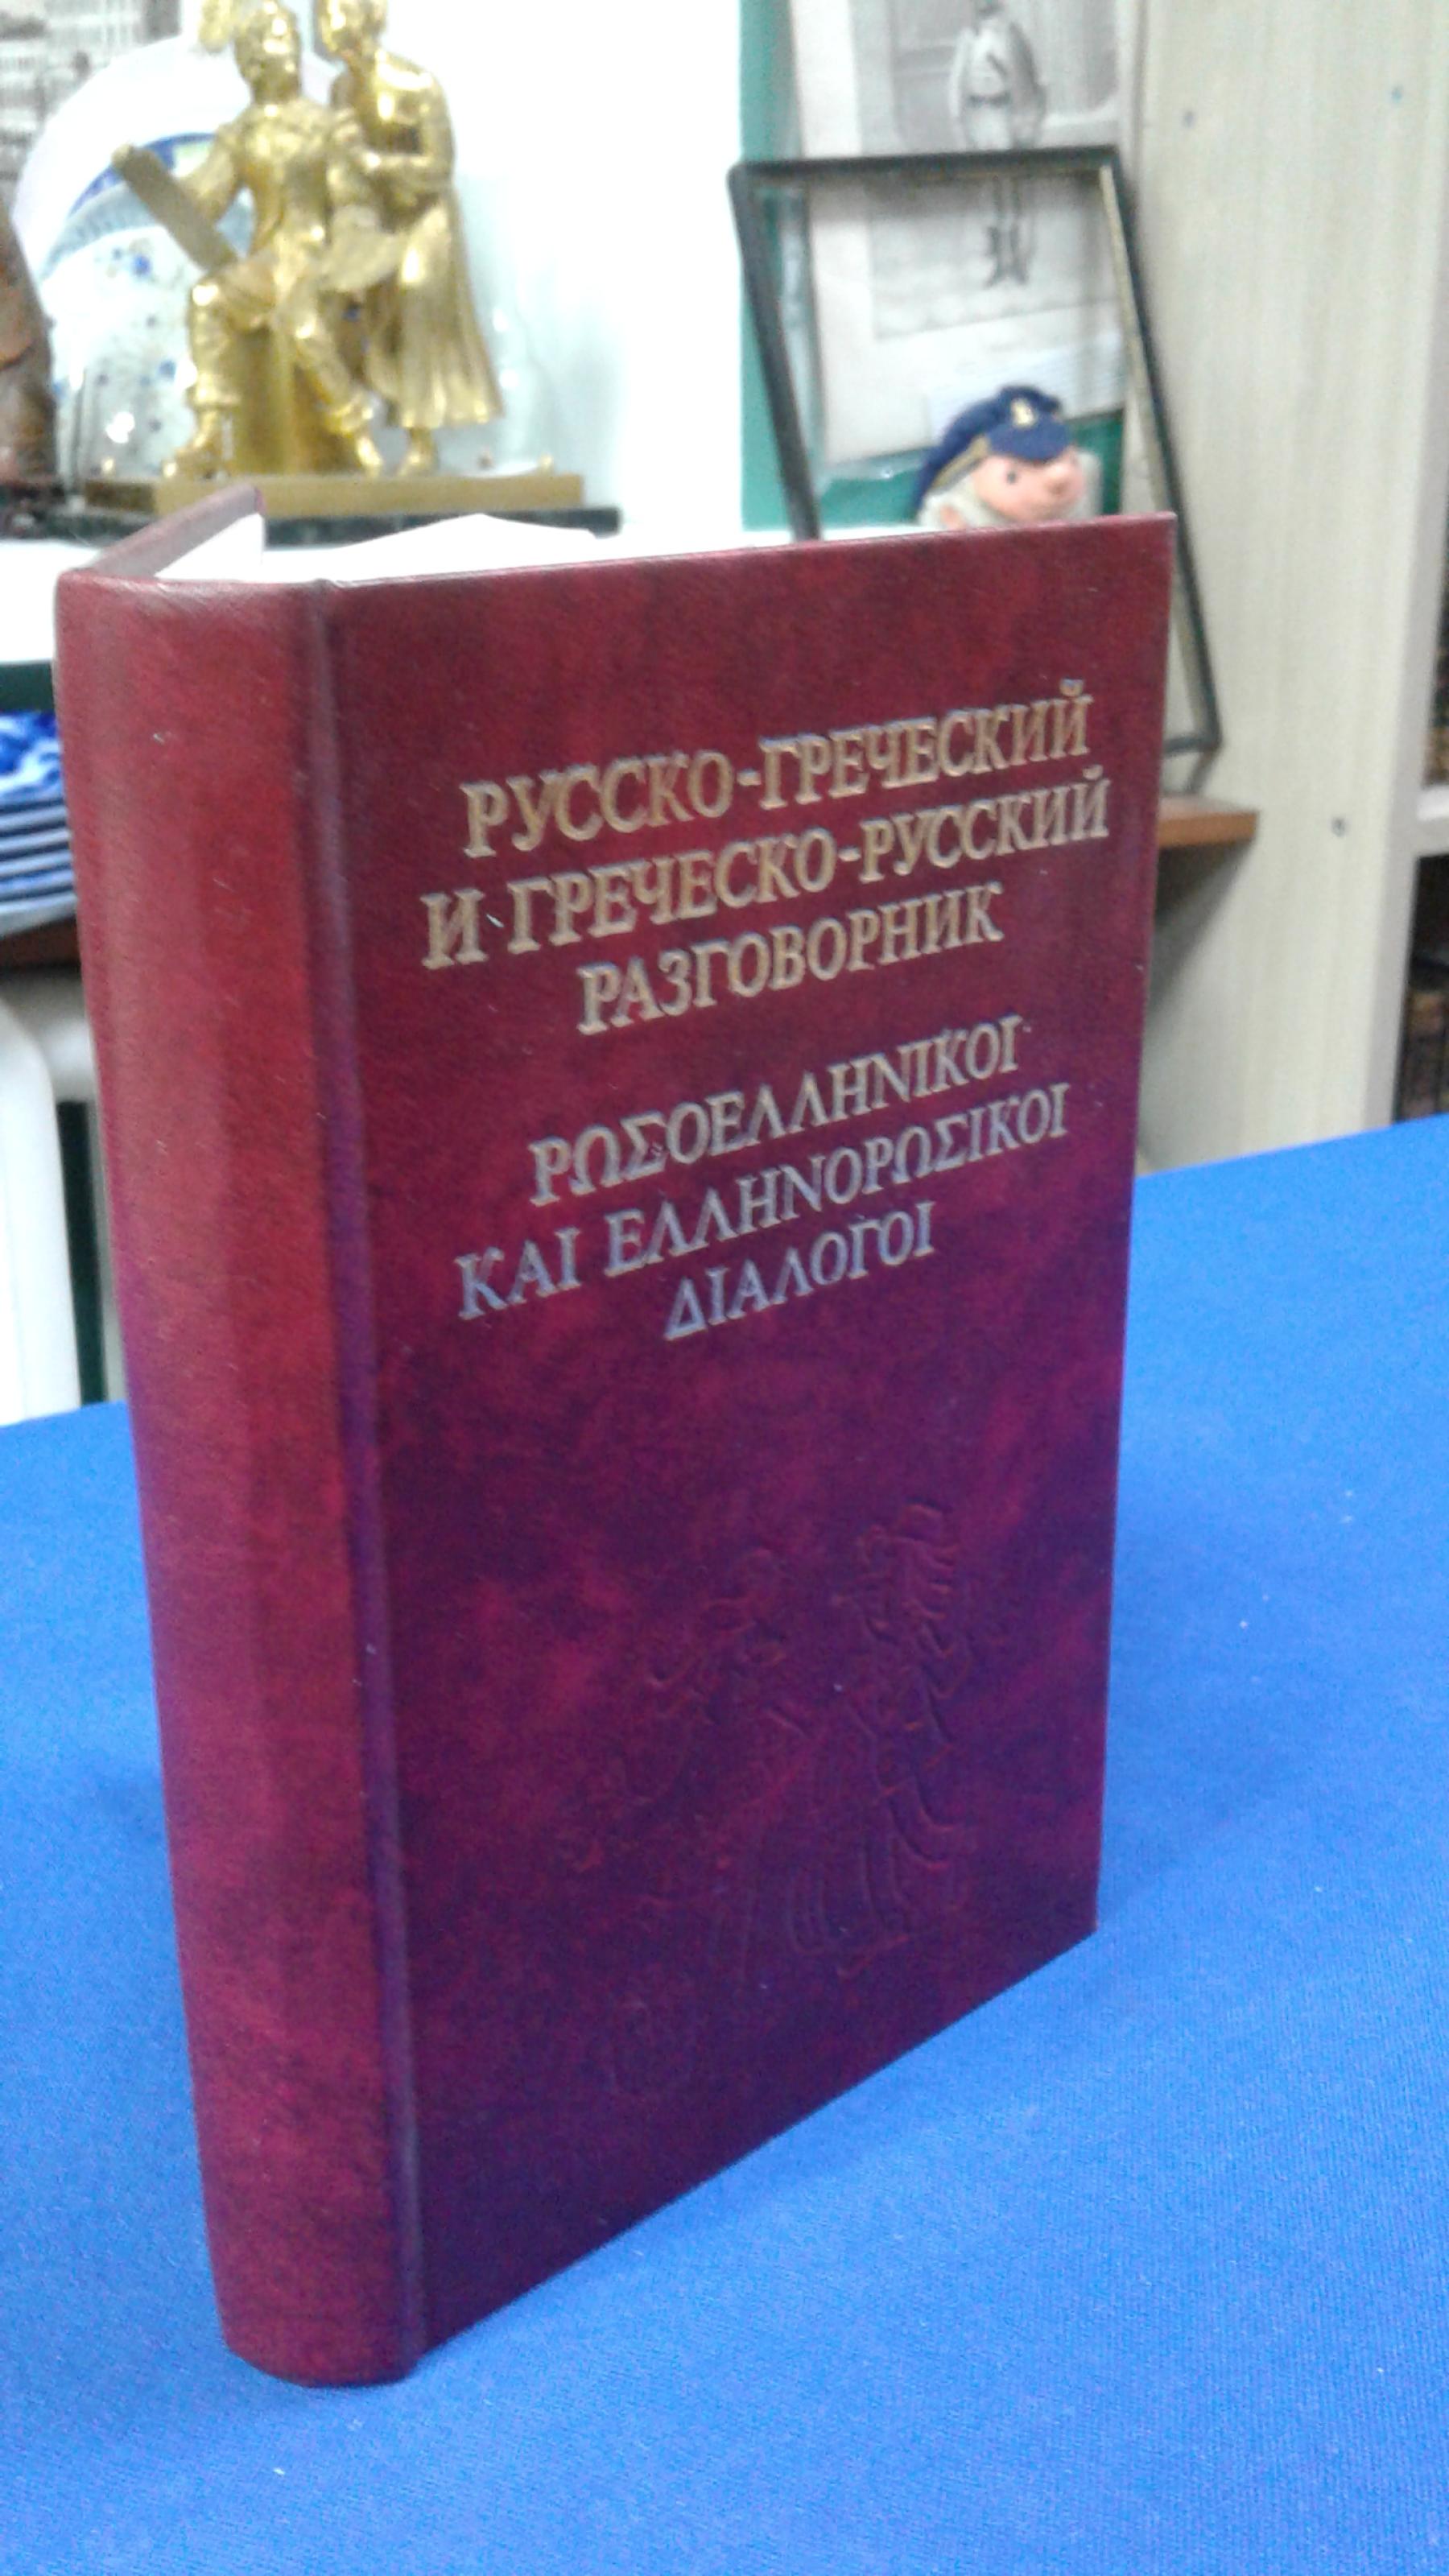 РУССКО-ГРЕЧЕСКИЙ
И ГРЕЧЕСКО-РУССКИЙ
РАЗГОВОРНИК
ΡΩΣΟΕΛΛΗΝΙΚΟΙ
ΚΑΙ ΕΛΛΗΝΟΡΩΣΙΚΟΙ
ΔΙΑΛΟΓΟΙ